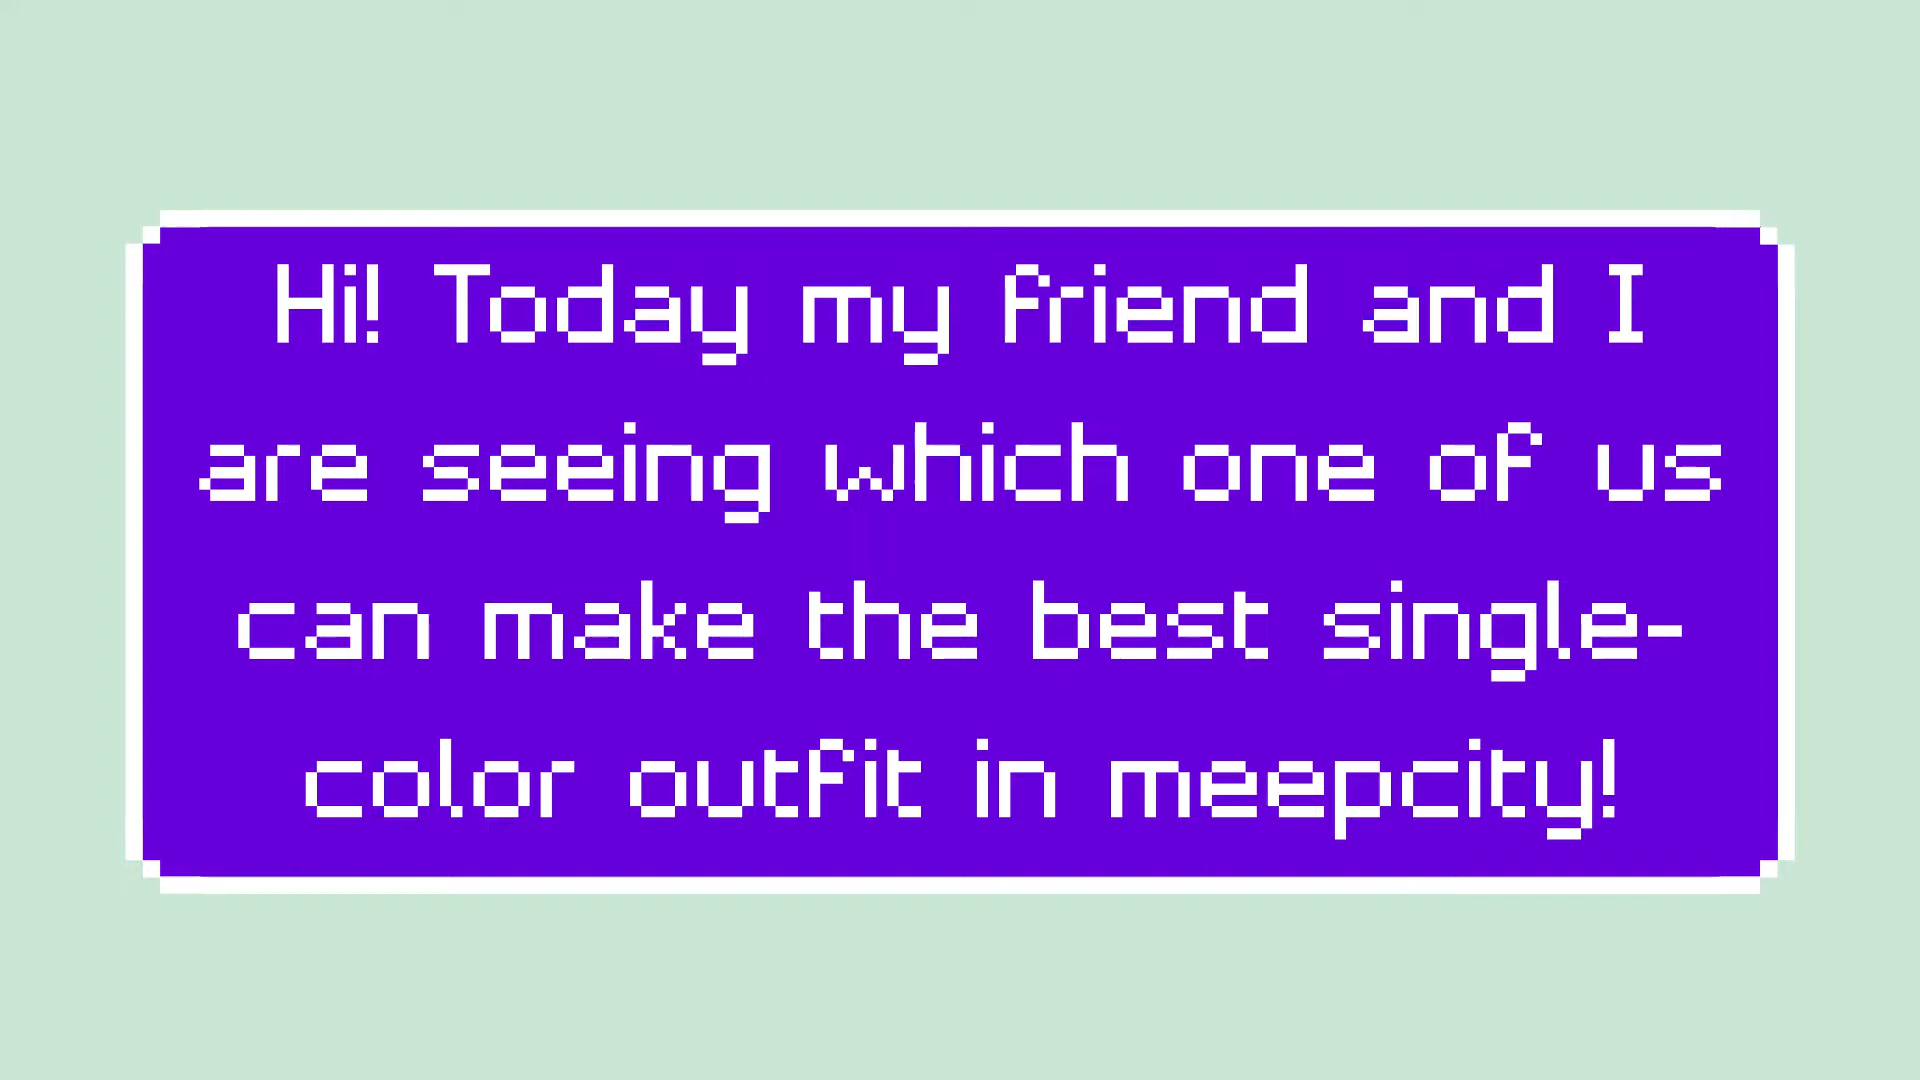 Hi! Today my friend and I
are seeing which one of us
can make the best single-
color outfit in meepcity!